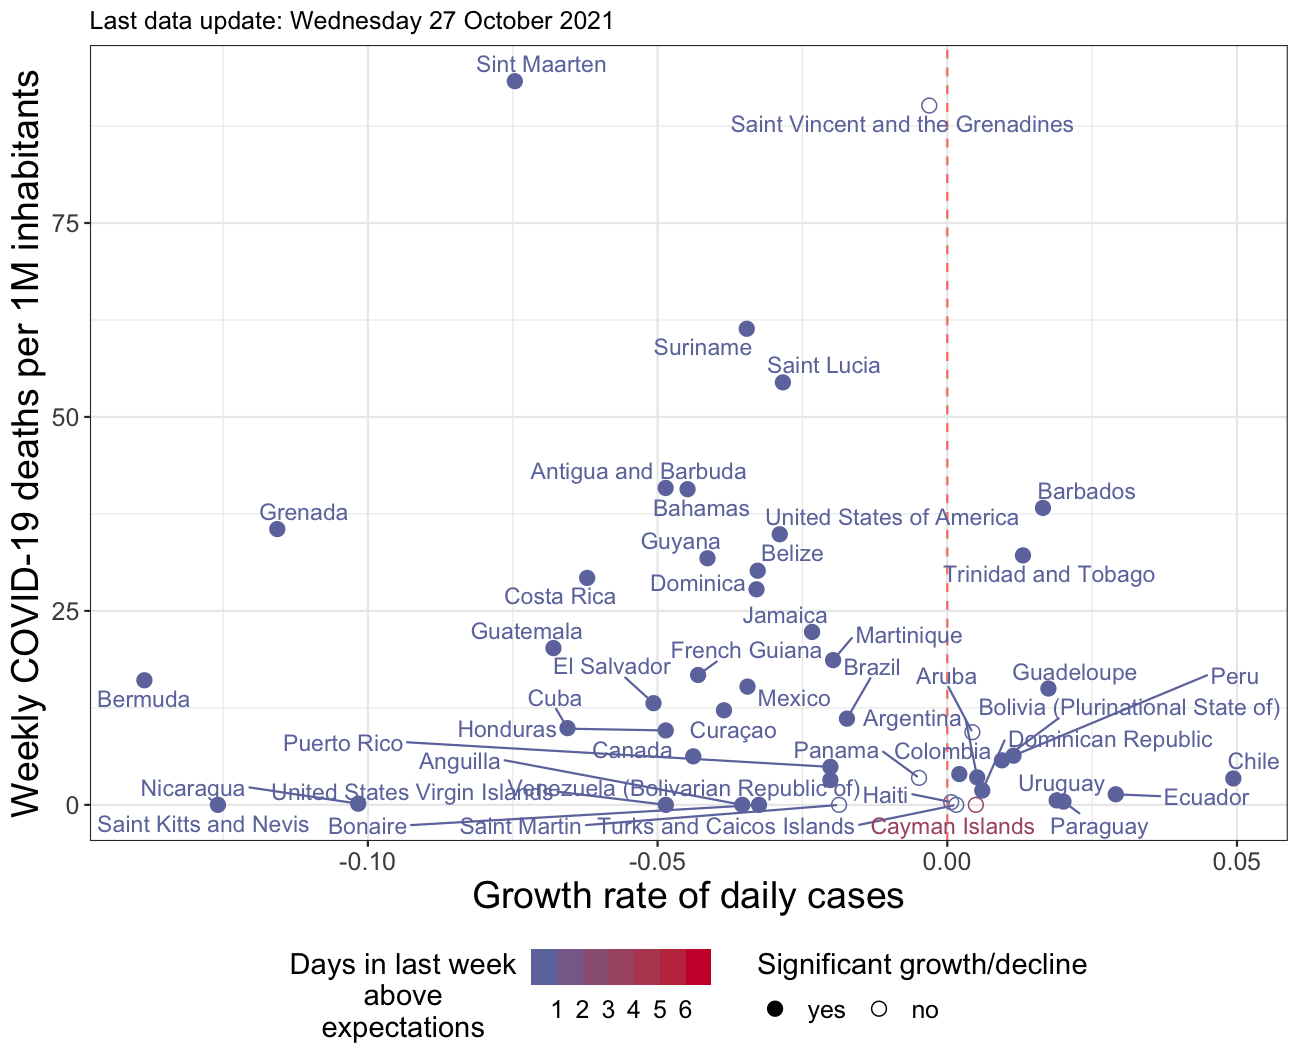 Last data update: Wednesday 27 October 2021
Weekly COVID-19 deaths per 1M inhabitants
Sint Maarten
Saint Vincent and the Grenadines
75
Suriname
Saint Lucia
50
Antigua and Barbuda
Bahamas
Barbados
Grenada
United States of America
Guyana
Belize
Dominica
Trinidad and Tobago
Costa Rica
25
Jamaica
Guatemala
Martinique
French Guiana
El Salvador
Brazil
Aruba
Guadeloupe
Peru
Bermuda
Cuba
Mexico
Bolivia (Plurinational State of)
Argentina
Honduras
Curaçao
Dominican Republic
Puerto Rico
Canada
Panama
Colombia
Anguilla
Chile
Nicaragua
United States Virgin Islands
Venezuela (Bolivarian Republic of)
Haiti
Uruguay
Ecuador
0
Saint Kitts and Nevis
Bonaire
Saint Martin
Turks and Caicos Islands
Cayman Islands
Paraguay
-0.10
-0.05
0.00
0.05
Growth rate of daily cases
Days in last week
above
expectations
1 2 3 4 5 6
Significant growth/decline
yes
no